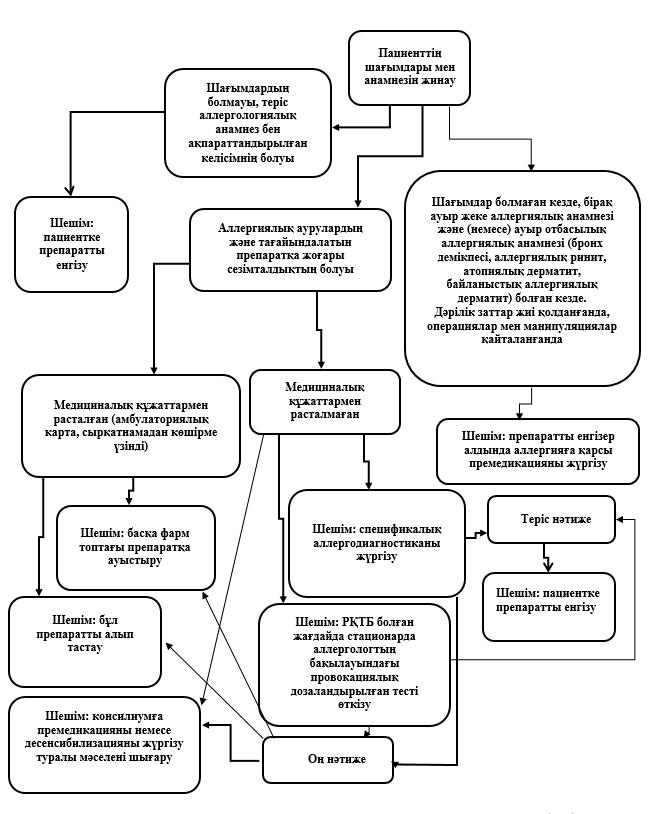 Пациенттің
шағымдары мен
анамнезін жинау
Шағымдардың
болмауы, теріс
аллергологиялық
анамнез бен
ақпараттандырылған
келісімнің болуы
Шағымдар болмаған кезде, бірақ
ауыр жеке аллергиялық анамнезі
және (немесе) ауыр отбасылық
аллергиялық анамнезі (бронх
демікпесі, аллергиялық ринит,
атопиялық дерматит,
байланыстық аллергиялық
дерматит) болған кезде.
Дәрілік заттар жиі қолданғанда,
операциялар мен манипуляциялар
қайталанғанда
Шешім:
пациентке
препаратты
енгізу
Аллергиялық аурулардың
және тағайындалатын
препаратқа жоғары
сезімталдықтың болуы
Медициналық құжаттармен
расталған (амбулаториялық
карта, сырқатнамадан көшірме
үзінді)
Медициналық
құжаттармен
расталмаған
Шешім: препаратты енгізер
алдында аллергияға қарсы
премедикацияны жүргізу
Шешім: басқа фарм
топтағы препаратқа
ауыстыру
Шешім: спецификалық
аллергодиагностиканы
жүргізу
Теріс нәтиже
Шешім: пациентке
препаратты енгізу
Шешім: бұл
препаратты алып
тастау
Шешім: РҚТБ болған
жағдайда стационарда
аллергологтың
бақылауындағы
провокациялық
дозаландырылған тесті
өткізу
Шешім: консилиумға
премедикацияны немесе
десенсибилизацияны жүргізу
туралы мәселені шығару
Оң нәтиже